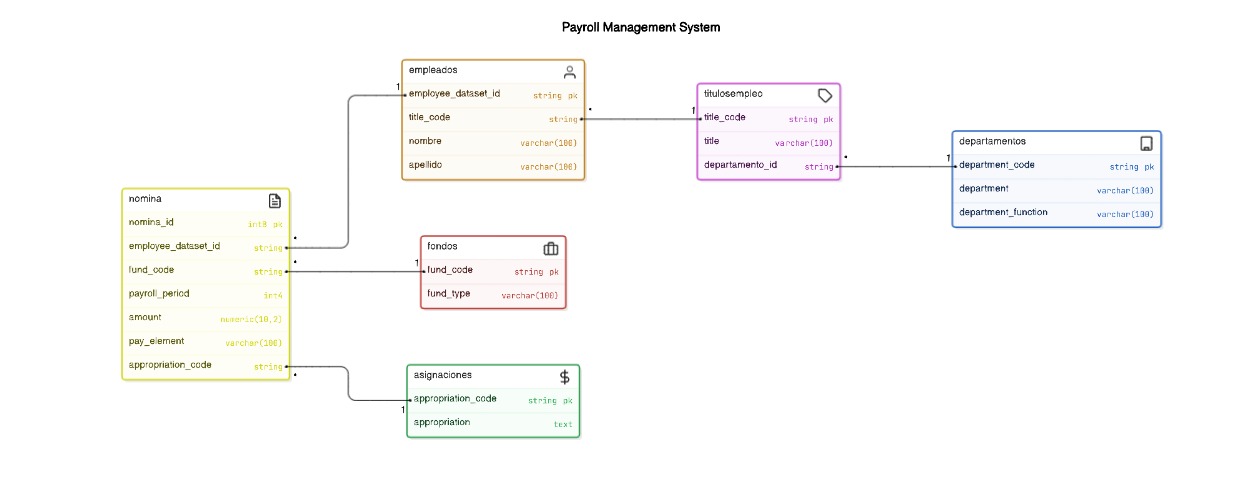 Payroll Management System
empleados
1
employee_dataset_id string pk
title_code string
nombre varchar(100)
apellido varchar(100)
titulosempleo
1
title_code string pk
title varchar(100)
departamento_id string
departamentos
1
department_code string pk
department varchar(100)
department_function varchar(100)
nomina
nomina_id int8 pk
employee_dataset_id string
fund_code string
payroll_period int4
amount numeric(10,2)
pay_element varchar(100)
appropriation_code string
fondos
1
fund_code string pk
fund_type varchar(100)
asignaciones
appropriation_code string pk
1
appropriation text